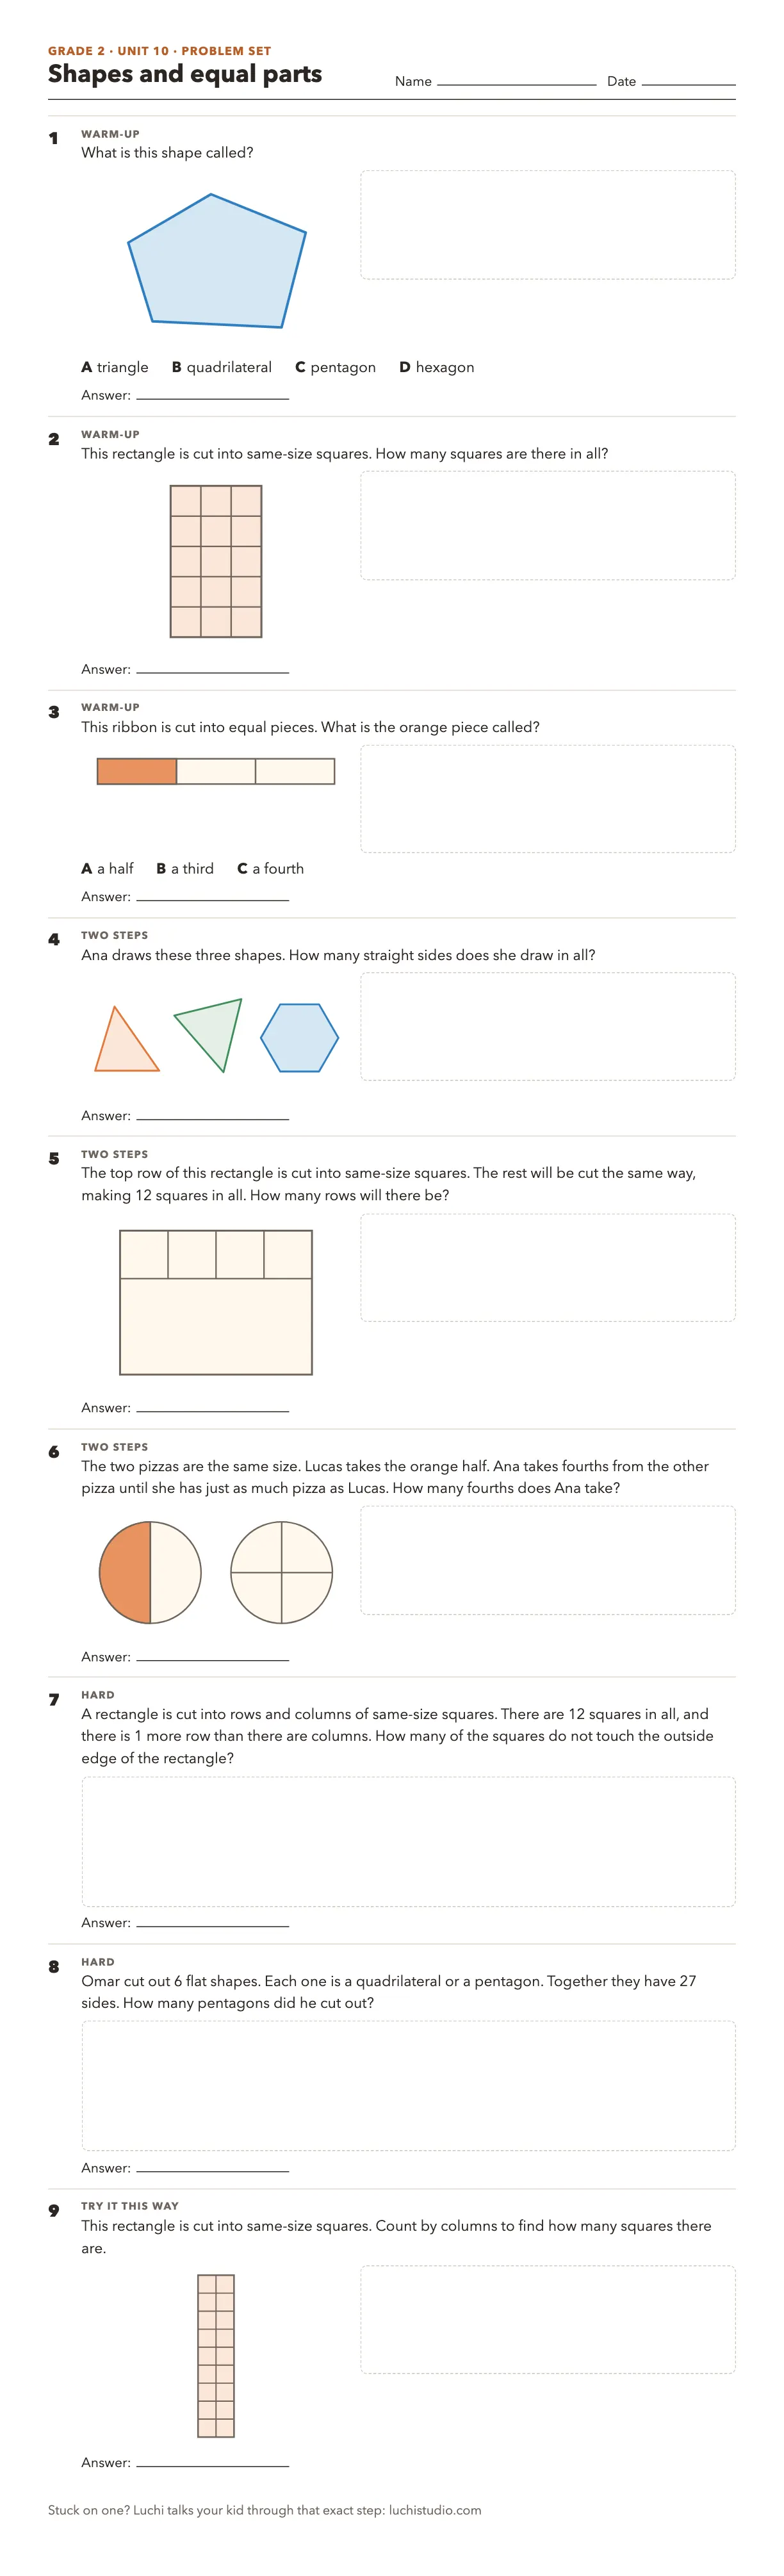 GRADE 2 · UNIT 10 · PROBLEM SET
Shapes and equal parts
Name Date
1
WARM-UP
What is this shape called?
A triangle B quadrilateral C pentagon D hexagon
Answer:
2
WARM-UP
This rectangle is cut into same-size squares. How many squares are there in all?
Answer:
3
WARM-UP
This ribbon is cut into equal pieces. What is the orange piece called?
A a half B a third C a fourth
Answer:
4
TWO STEPS
Ana draws these three shapes. How many straight sides does she draw in all?
Answer:
5
TWO STEPS
The top row of this rectangle is cut into same-size squares. The rest will be cut the same way,
making 12 squares in all. How many rows will there be?
Answer:
6
TWO STEPS
The two pizzas are the same size. Lucas takes the orange half. Ana takes fourths from the other
pizza until she has just as much pizza as Lucas. How many fourths does Ana take?
Answer:
7
HARD
A rectangle is cut into rows and columns of same-size squares. There are 12 squares in all, and
there is 1 more row than there are columns. How many of the squares do not touch the outside
edge of the rectangle?
Answer:
8
HARD
Omar cut out 6 flat shapes. Each one is a quadrilateral or a pentagon. Together they have 27
sides. How many pentagons did he cut out?
Answer:
9
TRY IT THIS WAY
This rectangle is cut into same-size squares. Count by columns to find how many squares there
are.
Answer:
Stuck on one? Luchi talks your kid through that exact step: luchistudio.com